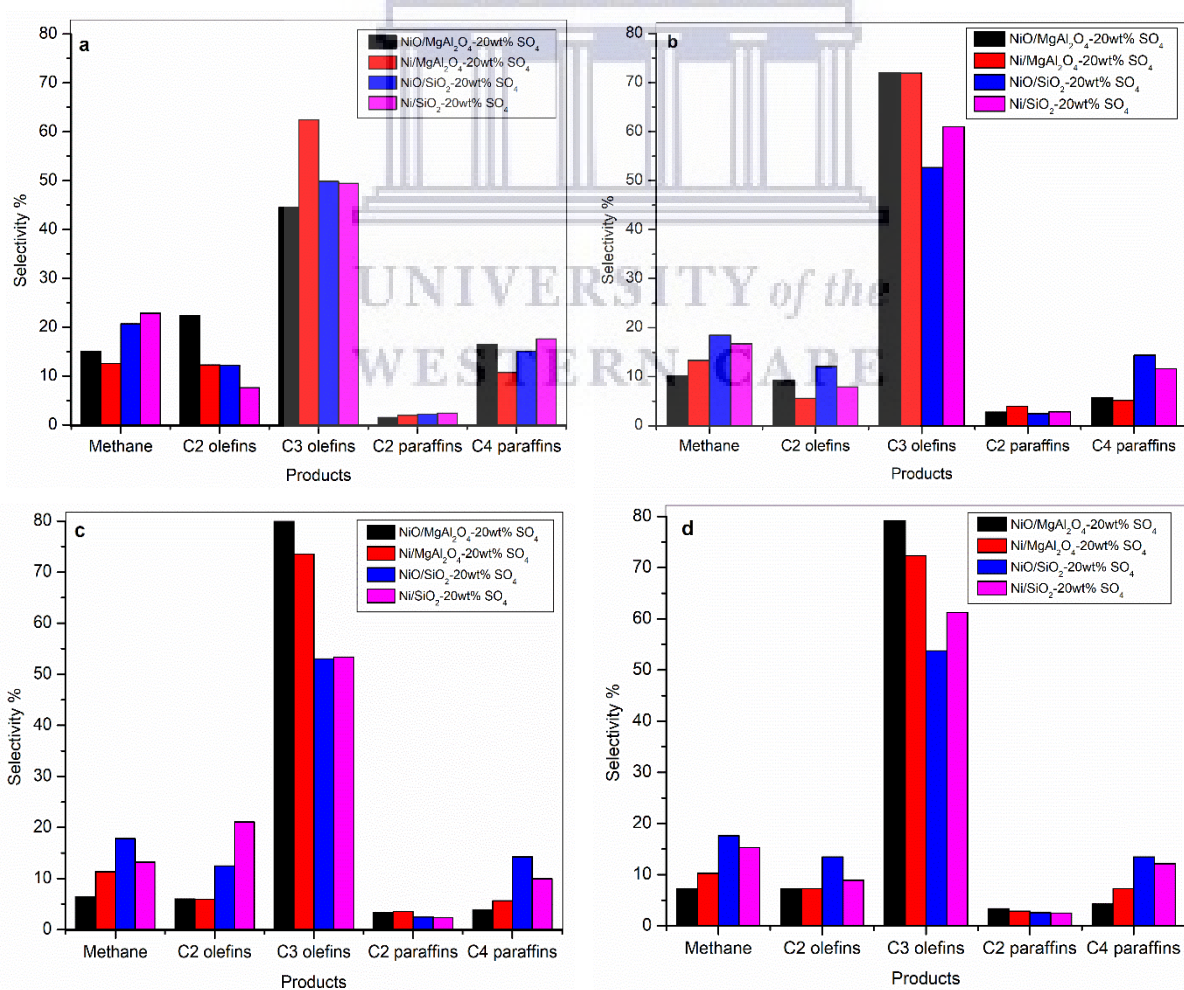 a
NiO/MgAl₂O₄-20wt% SO₄
Ni/MgAl₂O₄-20wt% SO₄
NiO/SiO₂-20wt% SO₄
Ni/SiO₂-20wt% SO₄
80
70
60
50
40
30
20
10
0
Selectivity %
Methane C2 olefins C3 olefins C2 paraffins C4 paraffins
Products
b
NiO/MgAl₂O₄-20wt% SO₄
Ni/MgAl₂O₄-20wt% SO₄
NiO/SiO₂-20wt% SO₄
Ni/SiO₂-20wt% SO₄
80
70
60
50
40
30
20
10
0
Selectivity %
Methane C2 olefins C3 olefins C2 paraffins C4 paraffins
Products
UNIVERSITY of the
WESTERN CAPE
c
NiO/MgAl₂O₄-20wt% SO₄
Ni/MgAl₂O₄-20wt% SO₄
NiO/SiO₂-20wt% SO₄
Ni/SiO₂-20wt% SO₄
80
70
60
50
40
30
20
10
0
Selectivity %
Methane C2 olefins C3 olefins C2 paraffins C4 paraffins
Products
d
NiO/MgAl₂O₄-20wt% SO₄
Ni/MgAl₂O₄-20wt% SO₄
NiO/SiO₂-20wt% SO₄
Ni/SiO₂-20wt% SO₄
80
70
60
50
40
30
20
10
0
Selectivity %
Methane C2 olefins C3 olefins C2 paraffins C4 paraffins
Products